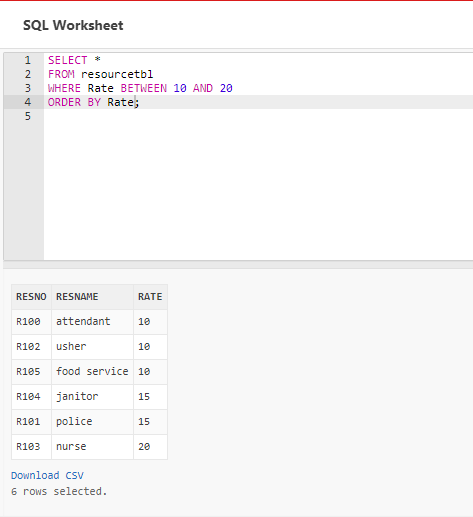 SQL Worksheet
1 SELECT *
2 FROM resourcetbl
3 WHERE Rate BETWEEN 10 AND 20
4 ORDER BY Rate;
5
RESNO RESNAME RATE
R100 attendant 10
R102 usher 10
R105 food service 10
R104 janitor 15
R101 police 15
R103 nurse 20
Download CSV
6 rows selected.